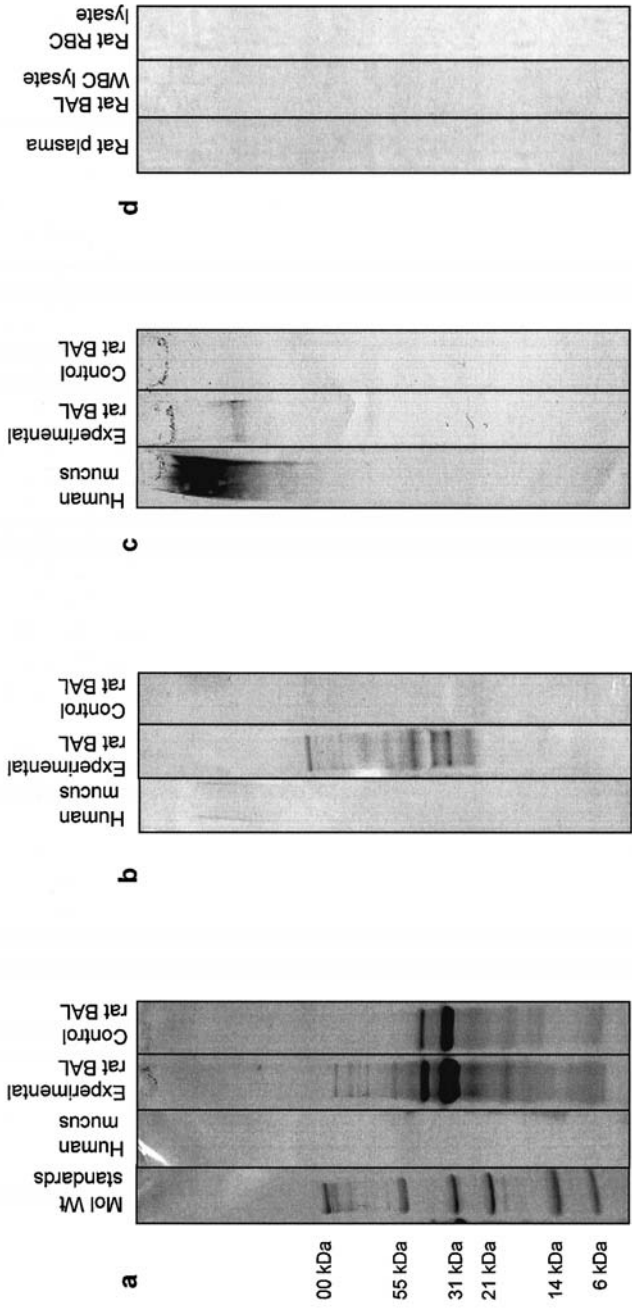 a
Mol Wt
standards
Human
mucus
Experimental
rat BAL
Control
rat BAL
00 kDa
55 kDa
31 kDa
21 kDa
14 kDa
6 kDa
b
Human
mucus
Experimental
rat BAL
Control
rat BAL
c
Human
mucus
Experimental
rat BAL
Control
rat BAL
d
Rat plasma
Rat BAL
WBC lysate
Rat RBC
lysate